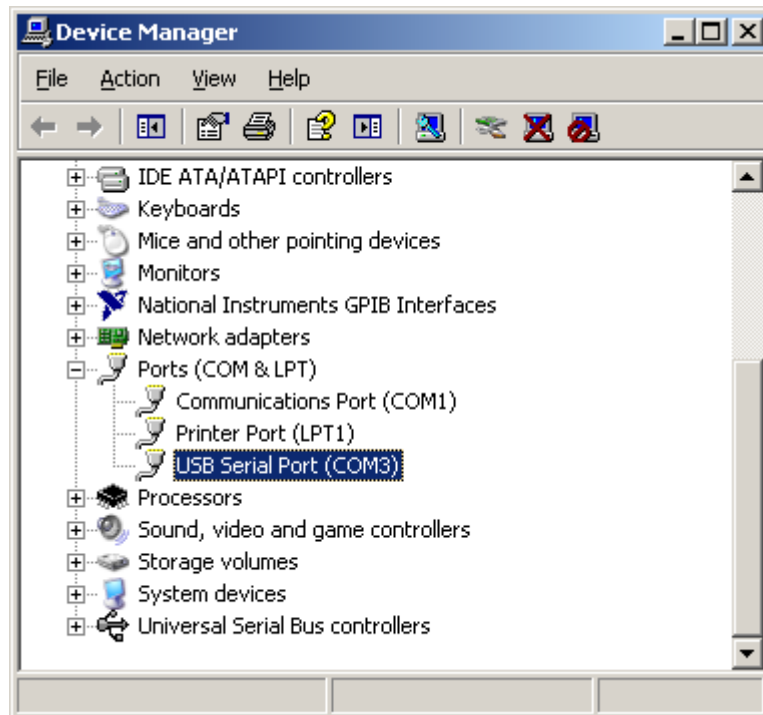 Device Manager
File Action View Help
IDE ATA/ATAPI controllers
Keyboards
Mice and other pointing devices
Monitors
National Instruments GPIB Interfaces
Network adapters
Ports (COM & LPT)
Communications Port (COM1)
Printer Port (LPT1)
USB Serial Port (COM3)
Processors
Sound, video and game controllers
Storage volumes
System devices
Universal Serial Bus controllers